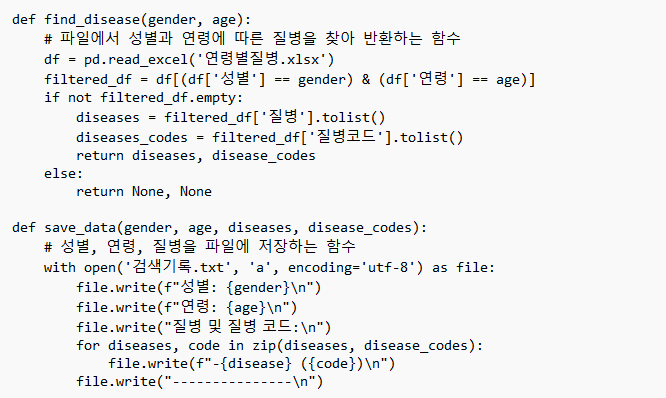 def find_disease(gender, age):
    # 파일에서 성별과 연령에 따른 질병을 찾아 반환하는 함수
    df = pd.read_excel('연령별질병.xlsx')
    filtered_df = df[(df['성별'] == gender) & (df['연령'] == age)]
    if not filtered_df.empty:
        diseases = filtered_df['질병'].tolist()
        diseases_codes = filtered_df['질병코드'].tolist()
        return diseases, disease_codes
    else:
        return None, None

def save_data(gender, age, diseases, disease_codes):
    # 성별, 연령, 질병을 파일에 저장하는 함수
    with open('검색기록.txt', 'a', encoding='utf-8') as file:
        file.write(f"성별: {gender}\n")
        file.write(f"연령: {age}\n")
        file.write("질병 및 질병 코드:\n")
        for diseases, code in zip(diseases, disease_codes):
            file.write(f"-{disease} ({code})\n")
        file.write("---------------\n")